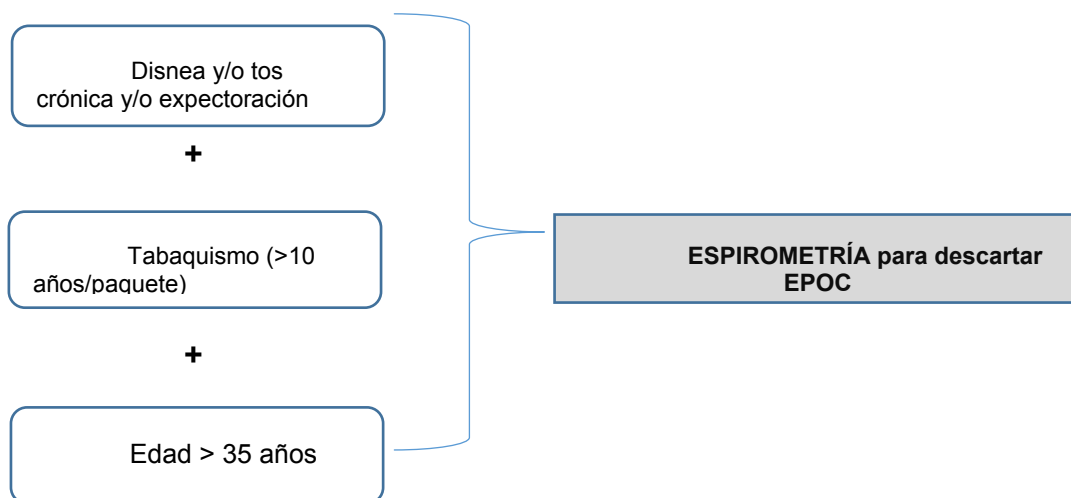 Disnea y/o tos
crónica y/o expectoración
+
Tabaquismo (>10
años/paquete)
+
Edad > 35 años
ESPIROMETRÍA para descartar
EPOC